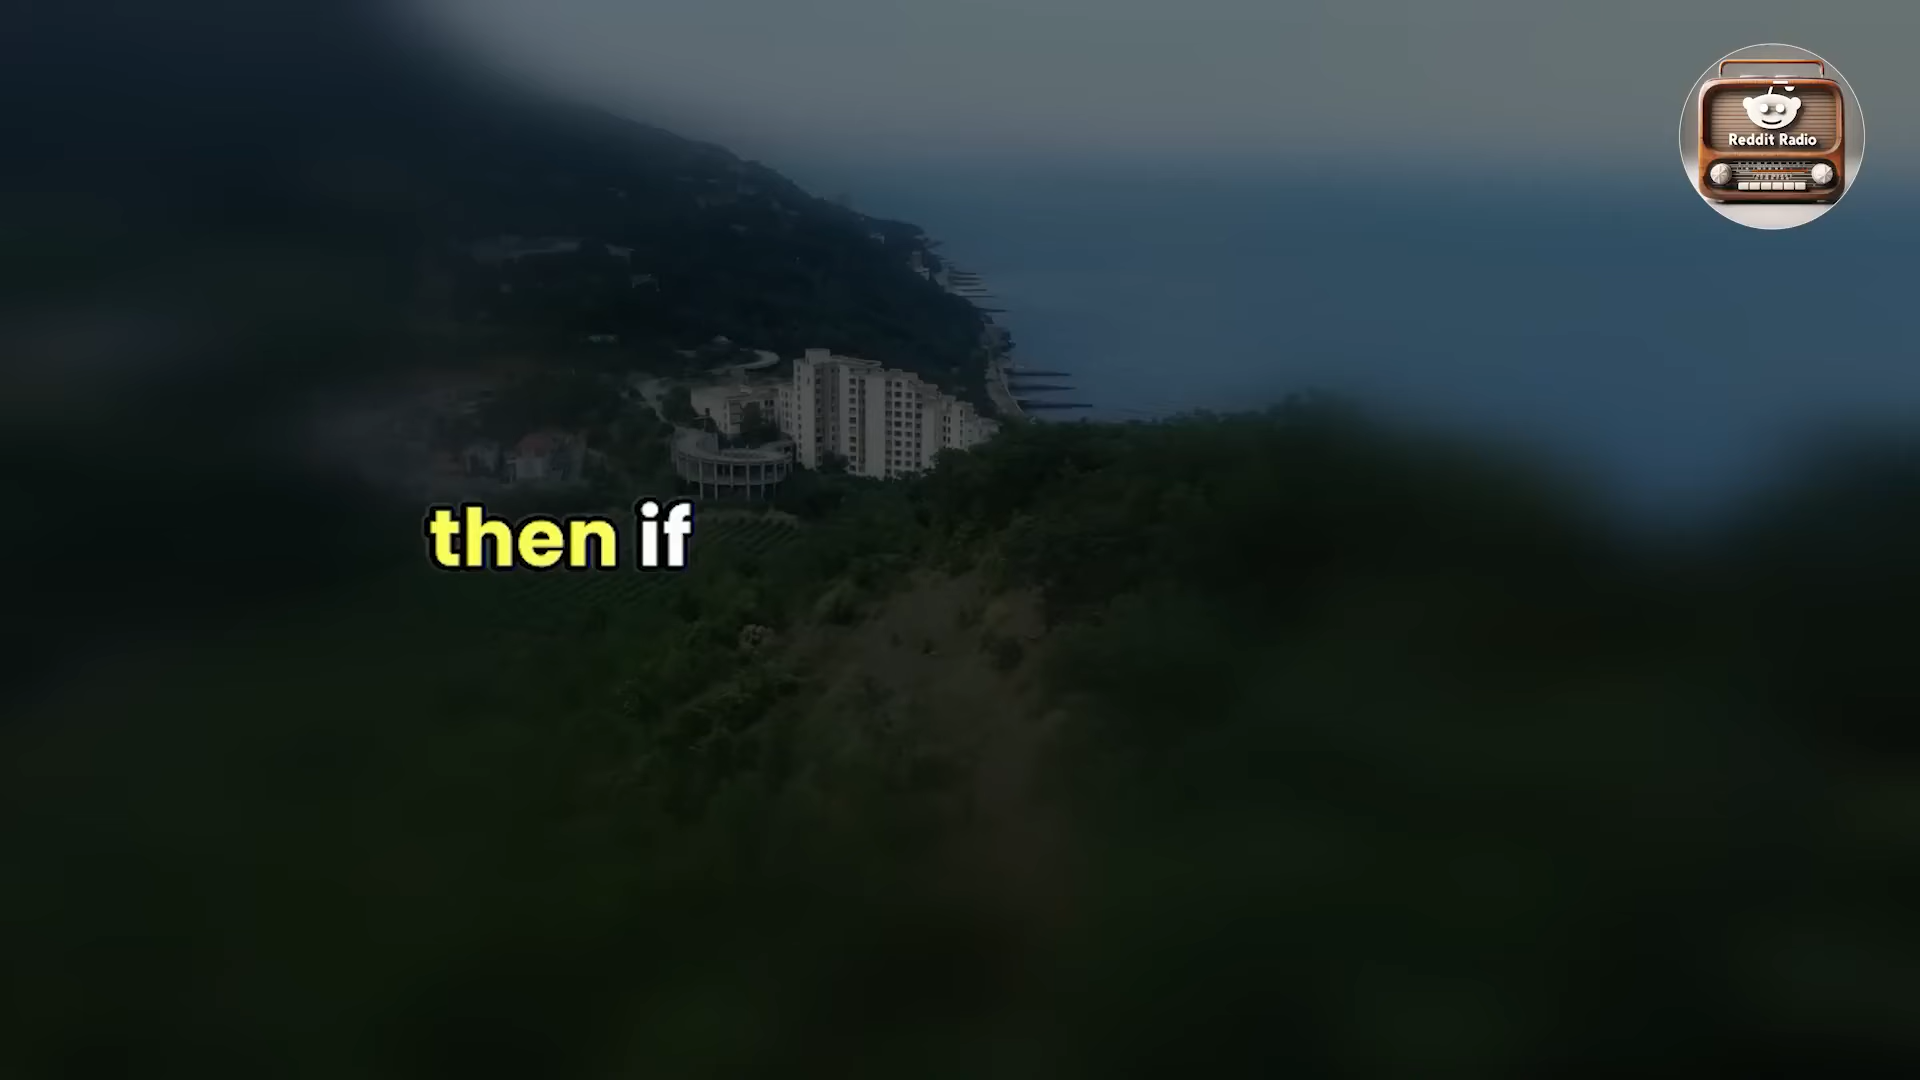 Reddit Radio
then if